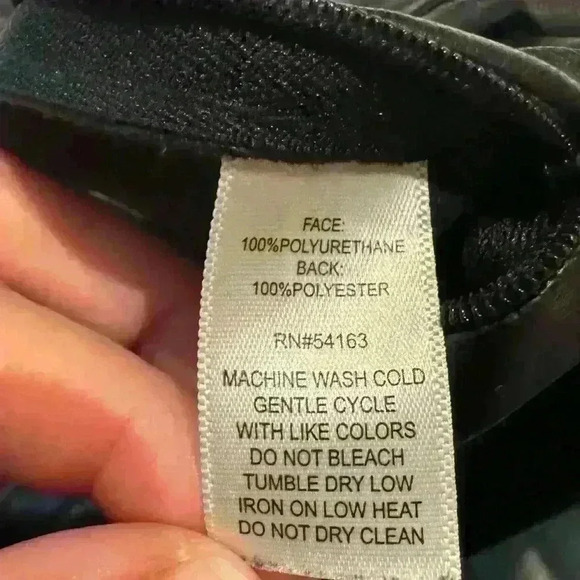 FACE:
100%POLYURETHANE
BACK:
100%POLYESTER
RN#54163
MACHINE WASH COLD
GENTLE CYCLE
WITH LIKE COLORS
DO NOT BLEACH
TUMBLE DRY LOW
IRON ON LOW HEAT
DO NOT DRY CLEAN